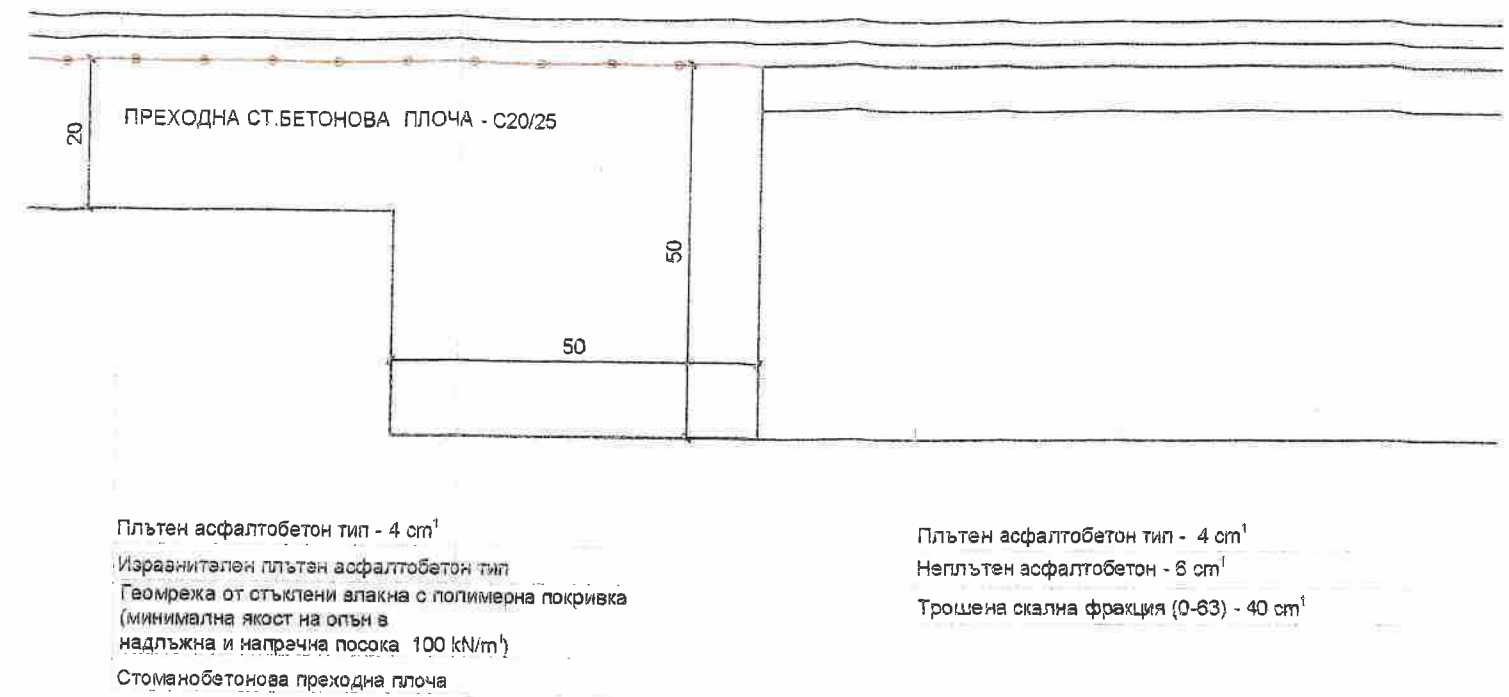 ПРЕХОДНА СТ.БЕТОНОВА ПЛОЧА - C20/25
20
50
50
Плътен асфалтобетон тип - 4 cm¹
Изравнителен плътен асфалтобетон тип
Геомрежа от стъклени влакна с полимерна покривка
(минимална якост на опън в
надлъжна и напречна посока 100 kN/m¹)
Стоманобетонова преходна плоча
Плътен асфалтобетон тип - 4 cm¹
Неплътен асфалтобетон - 6 cm¹
Трошена скална фракция (0-63) - 40 cm¹